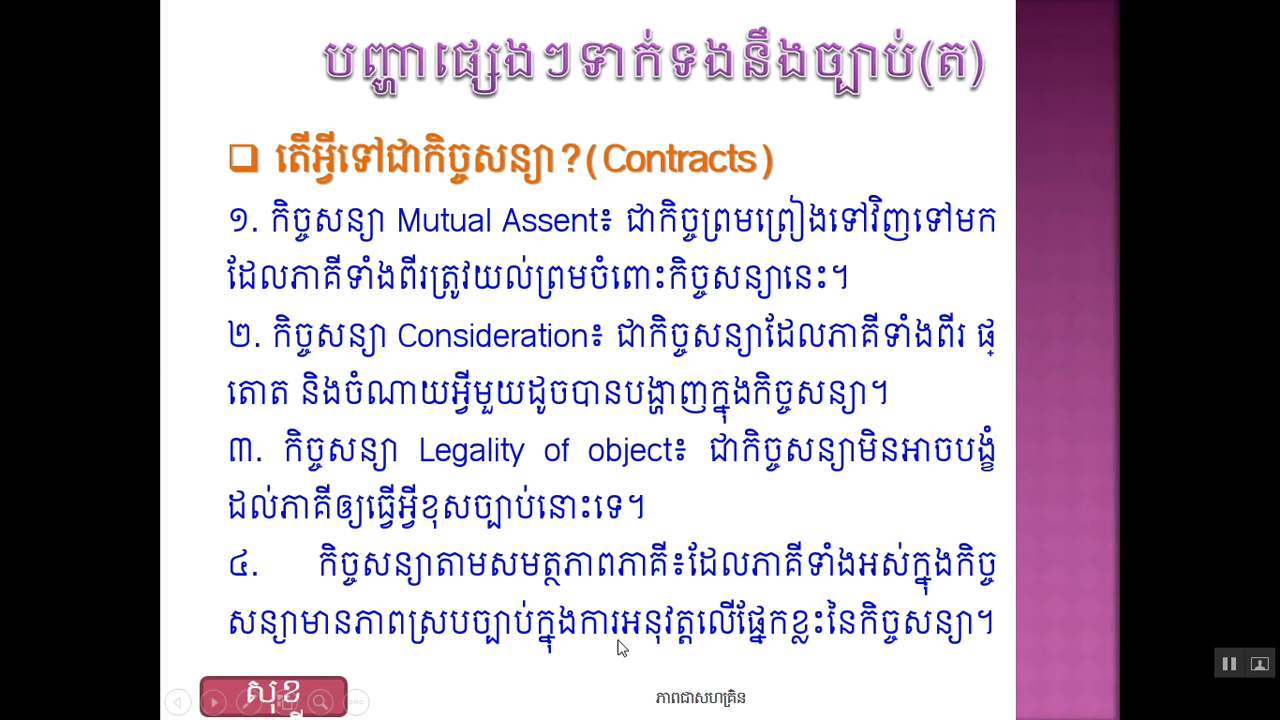 បញ្ហាផ្សេងៗទាក់ទងនឹងច្បាប់(ត)
❑ តើអ្វីទៅជាកិច្ចសន្យា?(Contracts)
១. កិច្ចសន្យា Mutual Assent៖ ជាកិច្ចព្រមព្រៀងទៅវិញទៅមក
ដែលភាគីទាំងពីរត្រូវយល់ព្រមចំពោះកិច្ចសន្យានេះ។
២. កិច្ចសន្យា Consideration៖ ជាកិច្ចសន្យាដែលភាគីទាំងពីរ ផ្
តោត និងចំណាយអ្វីមួយដូចបានបង្ហាញក្នុងកិច្ចសន្យា។
៣. កិច្ចសន្យា Legality of object៖ ជាកិច្ចសន្យាមិនអាចបង្ខំ
ដល់ភាគីឲ្យធ្វើអ្វីខុសច្បាប់នោះទេ។
៤. កិច្ចសន្យាតាមសមត្ថភាពភាគី៖ដែលភាគីទាំងអស់ក្នុងកិច្ច
សន្យាមានភាពស្របច្បាប់ក្នុងការអនុវត្តលើផ្នែកខ្លះនៃកិច្ចសន្យា។
សុខ
ភាពជាសហគ្រិន